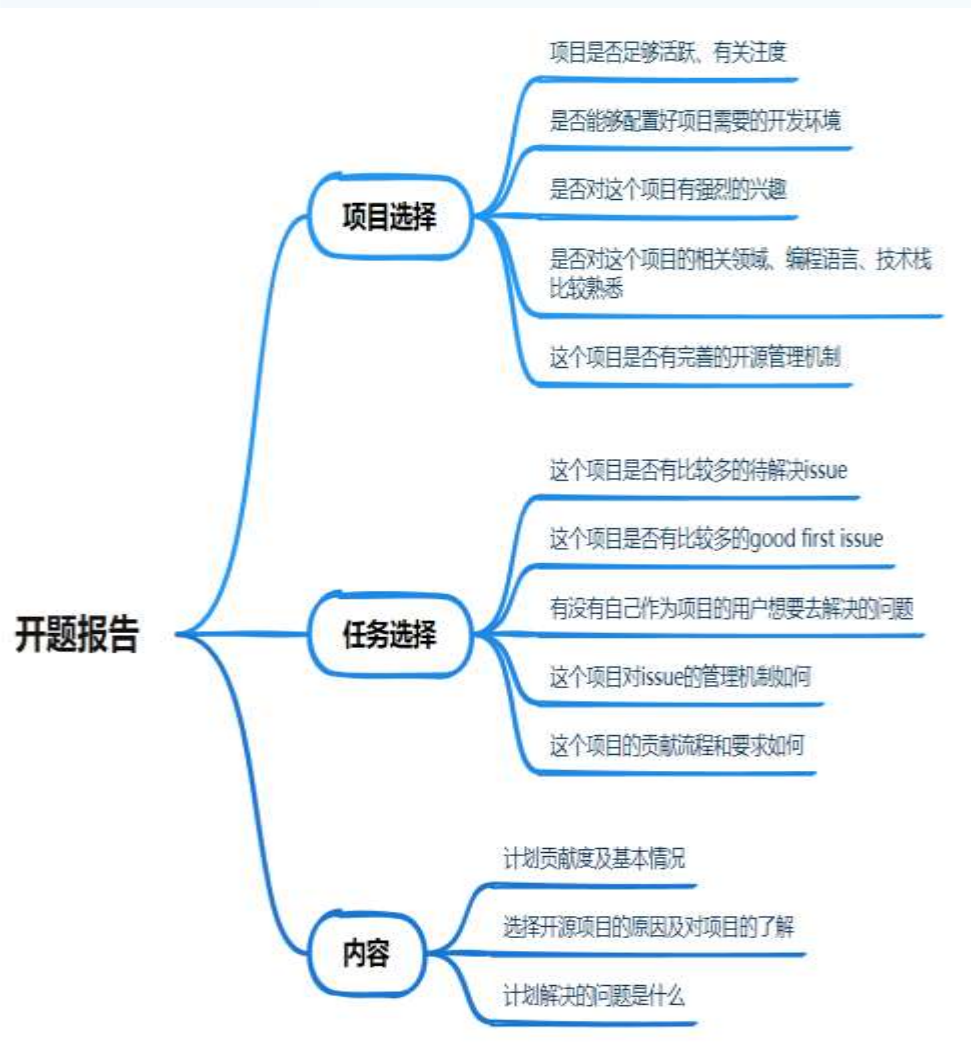 项目是否足够活跃、有关注度
是否能够配置好项目需要的开发环境
项目选择
是否对这个项目有强烈的兴趣
是否对这个项目的相关领域、编程语言、技术栈
比较熟悉
这个项目是否有完善的开源管理机制
这个项目是否有比较多的待解决issue
这个项目是否有比较多的good first issue
开题报告
任务选择
有没有自己作为项目的用户想要去解决的问题
这个项目对issue的管理机制如何
这个项目的贡献流程和要求如何
计划贡献度及基本情况
内容
选择开源项目的原因及对项目的了解
计划解决的问题是什么